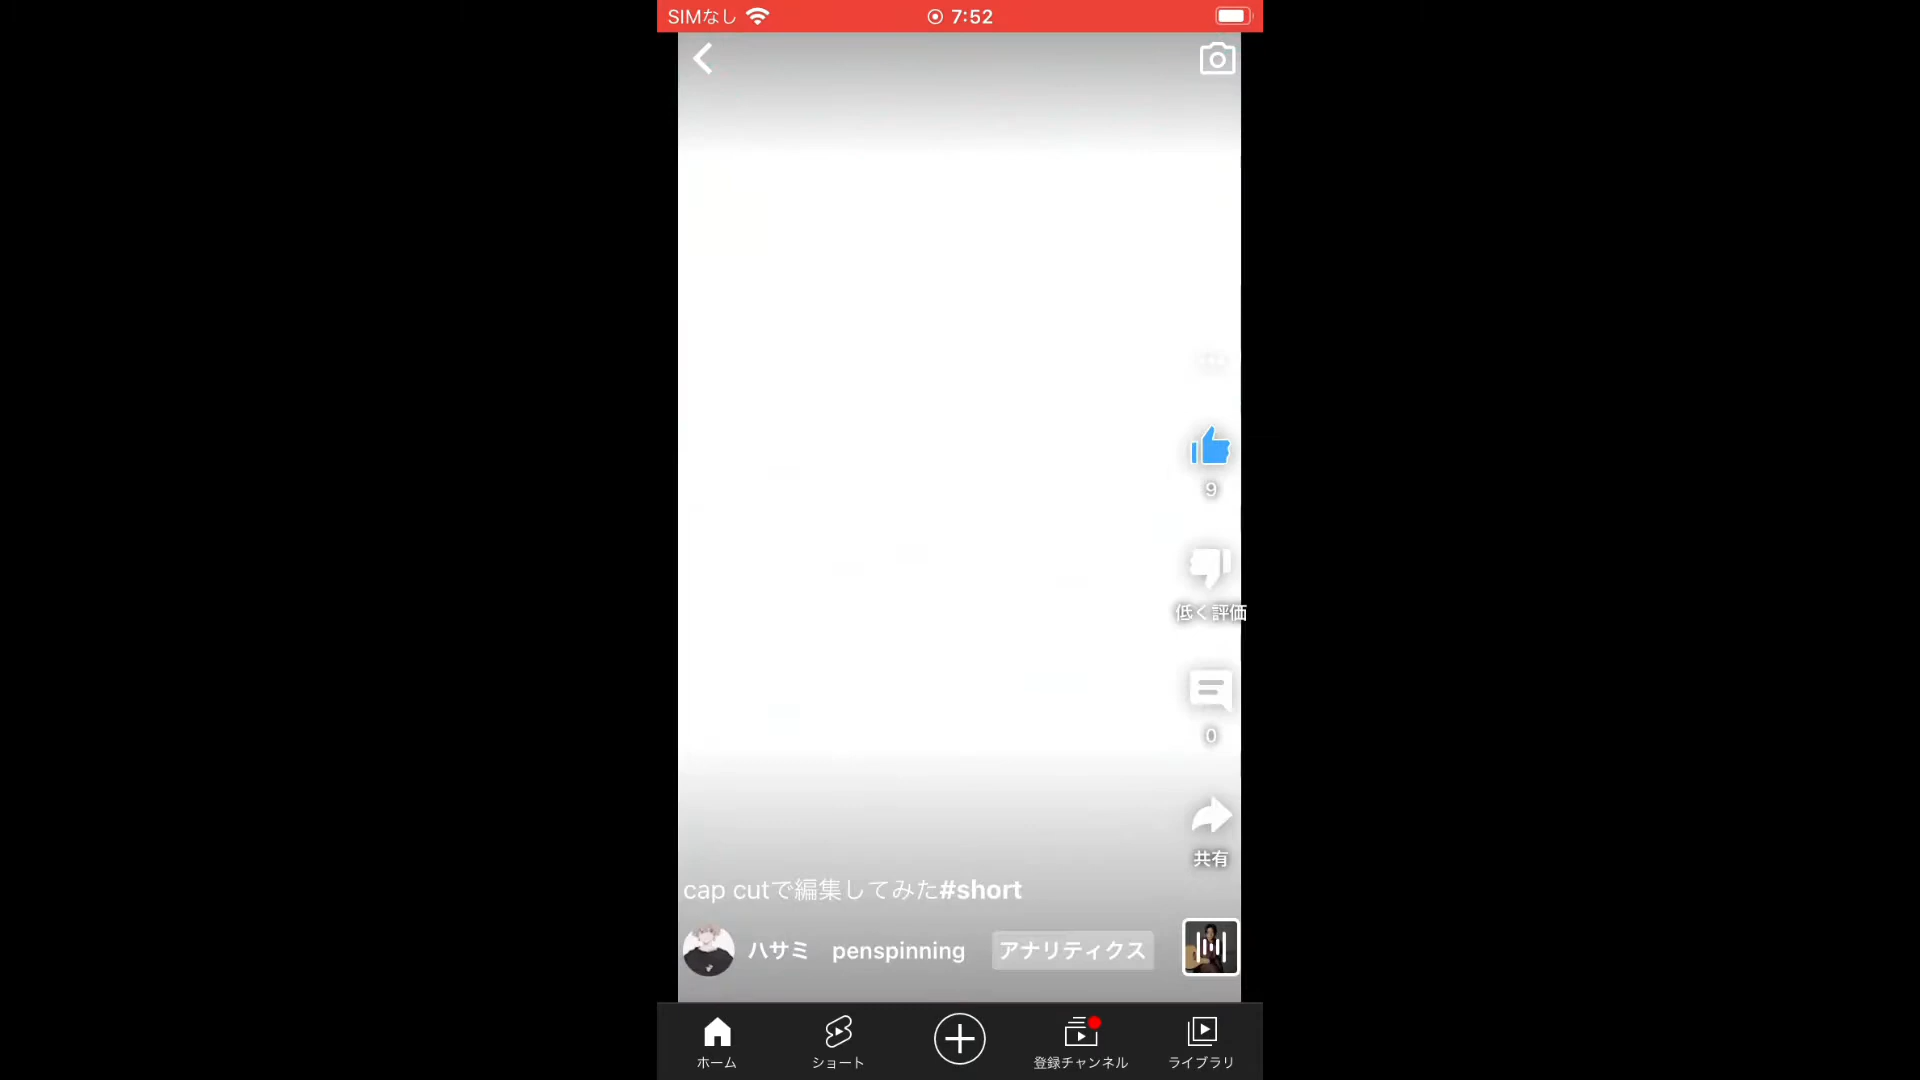 SIMなし 7:52
9
低く評価
0
共有
cap cutで編集してみた#short
ハサミ penspinning アナリティクス
ホーム ショート 登録チャンネル ライブラリ